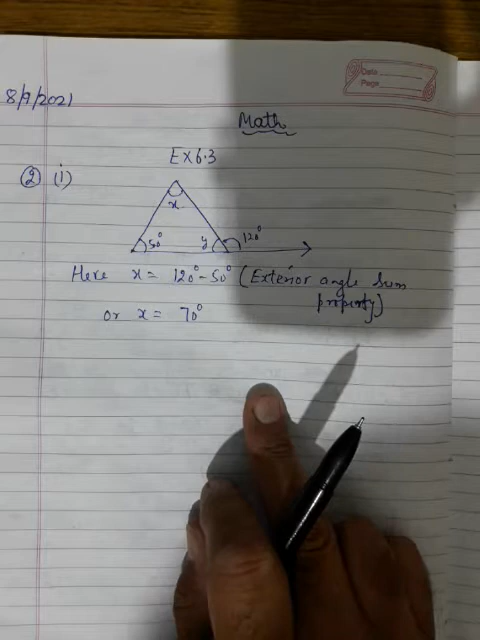 Date
Page
8/9/2021
Math
Ex 6.3
② (i)
x
50° y 120°
Here x = 120° - 50° (Exterior angle sum
property)
or x = 70°